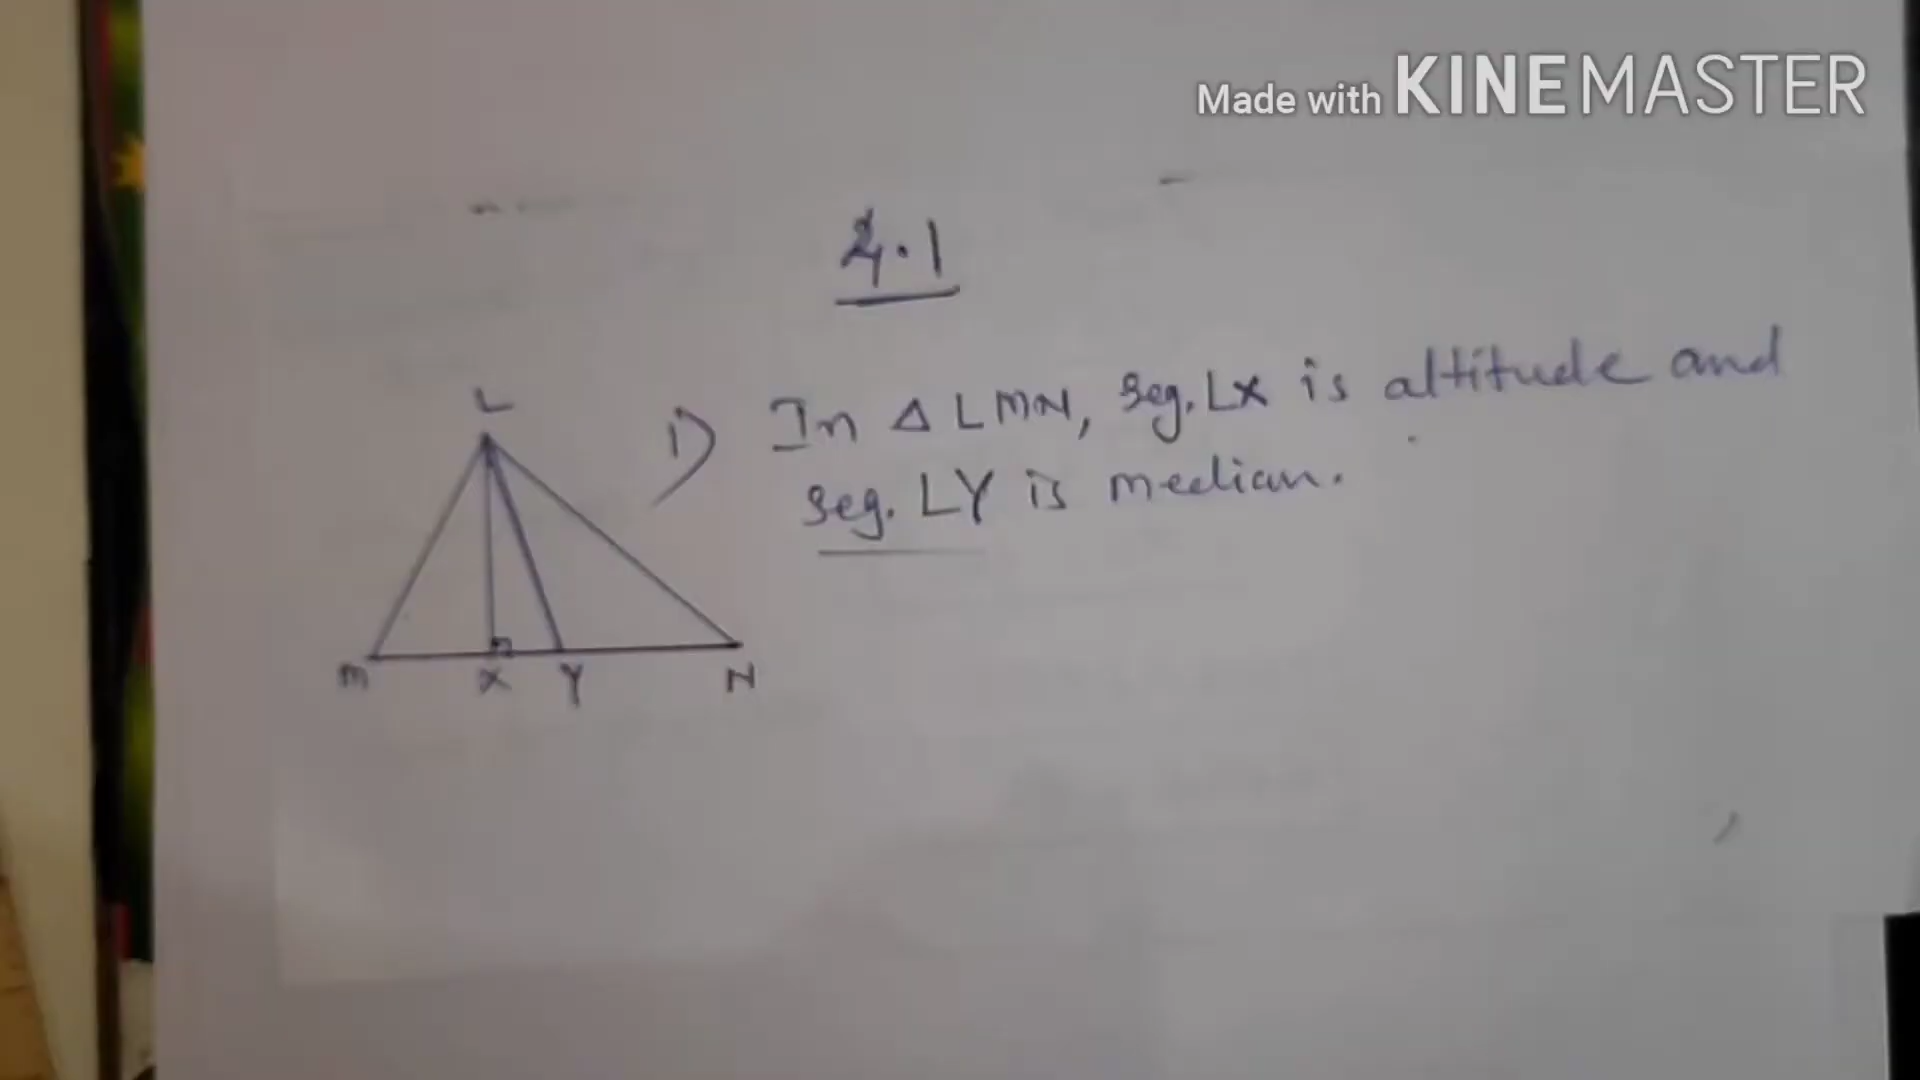 Made with KINEMASTER
4.1
1) In Δ LMN, seg. LX is altitude and
seg. LY is median.
L
M X Y N